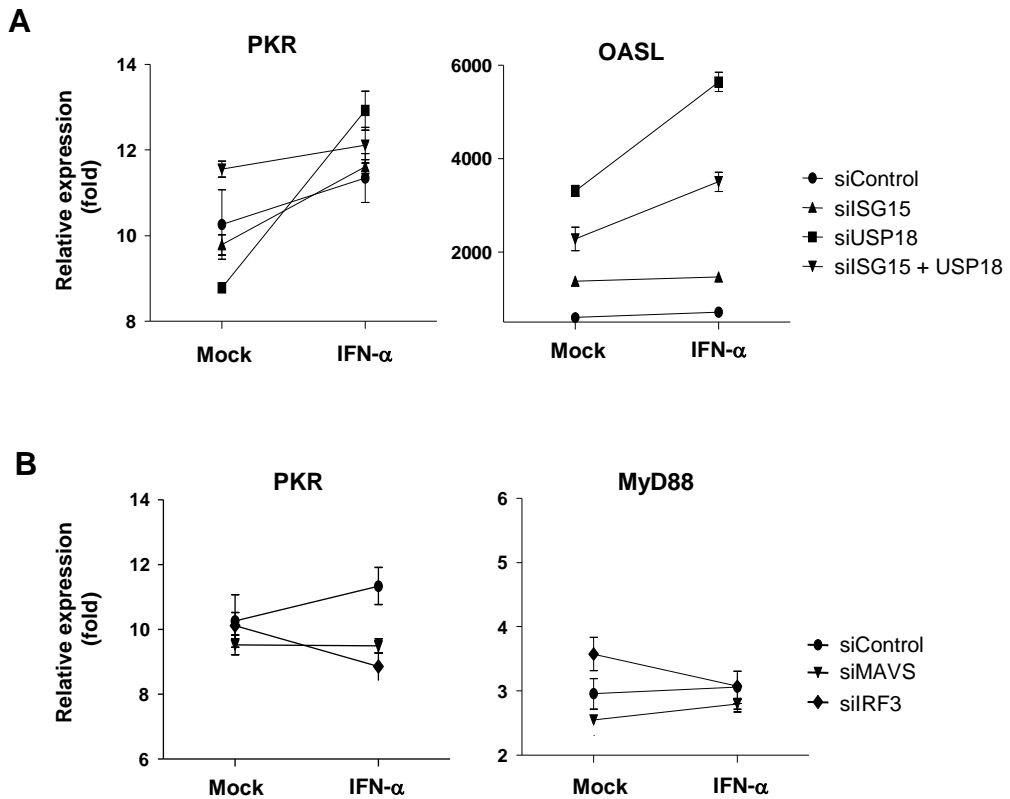 A
PKR
Relative expression
(fold)
14
12
10
8
Mock
IFN-α
OASL
6000
4000
2000
Mock
IFN-α
siControl
siISG15
siUSP18
siISG15 + USP18
B
PKR
Relative expression
(fold)
14
12
10
8
6
Mock
IFN-α
MyD88
6
5
4
3
2
Mock
IFN-α
siControl
siMAVS
siIRF3